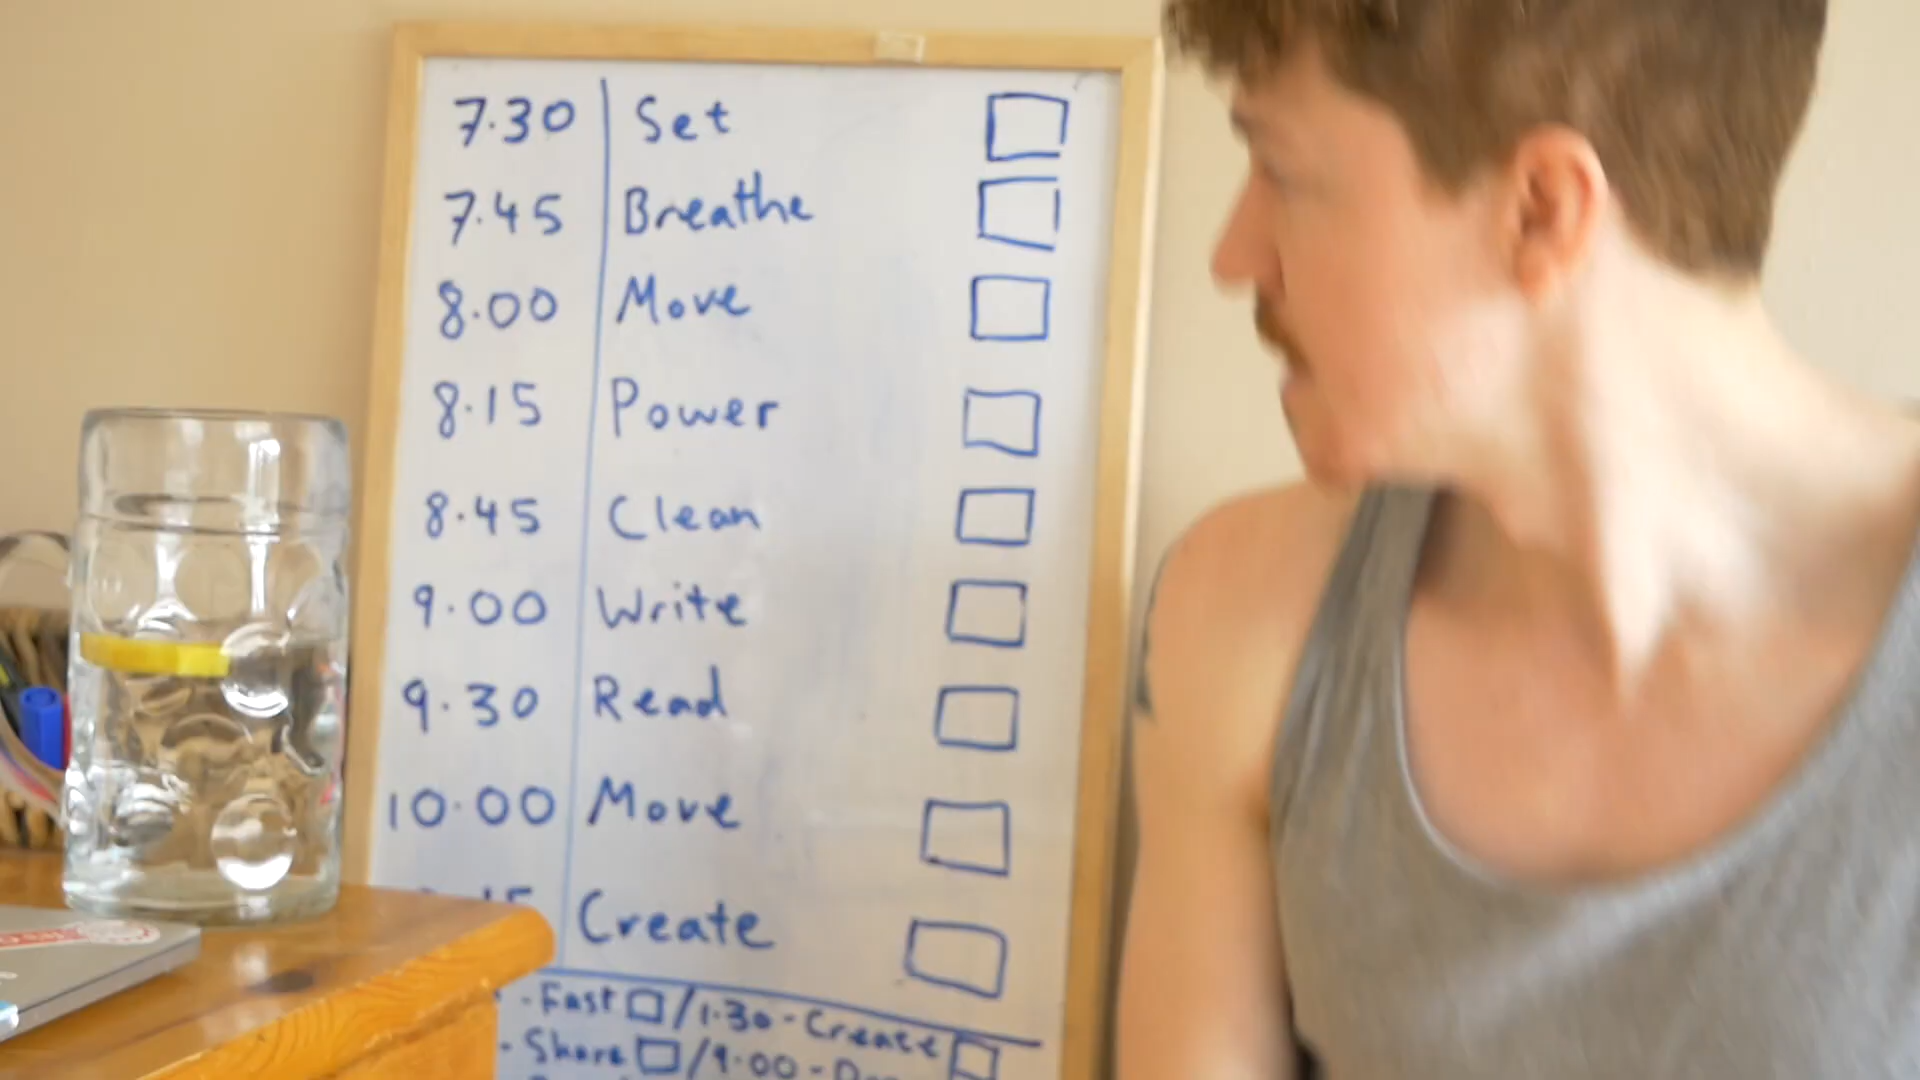 7.30 Set
7.45 Breathe
8.00 Move
8.15 Power
8.45 Clean
9.00 Write
9.30 Read
10.00 Move
15 Create
- Fast / 1.30 - Create
- Share / 9.00 -